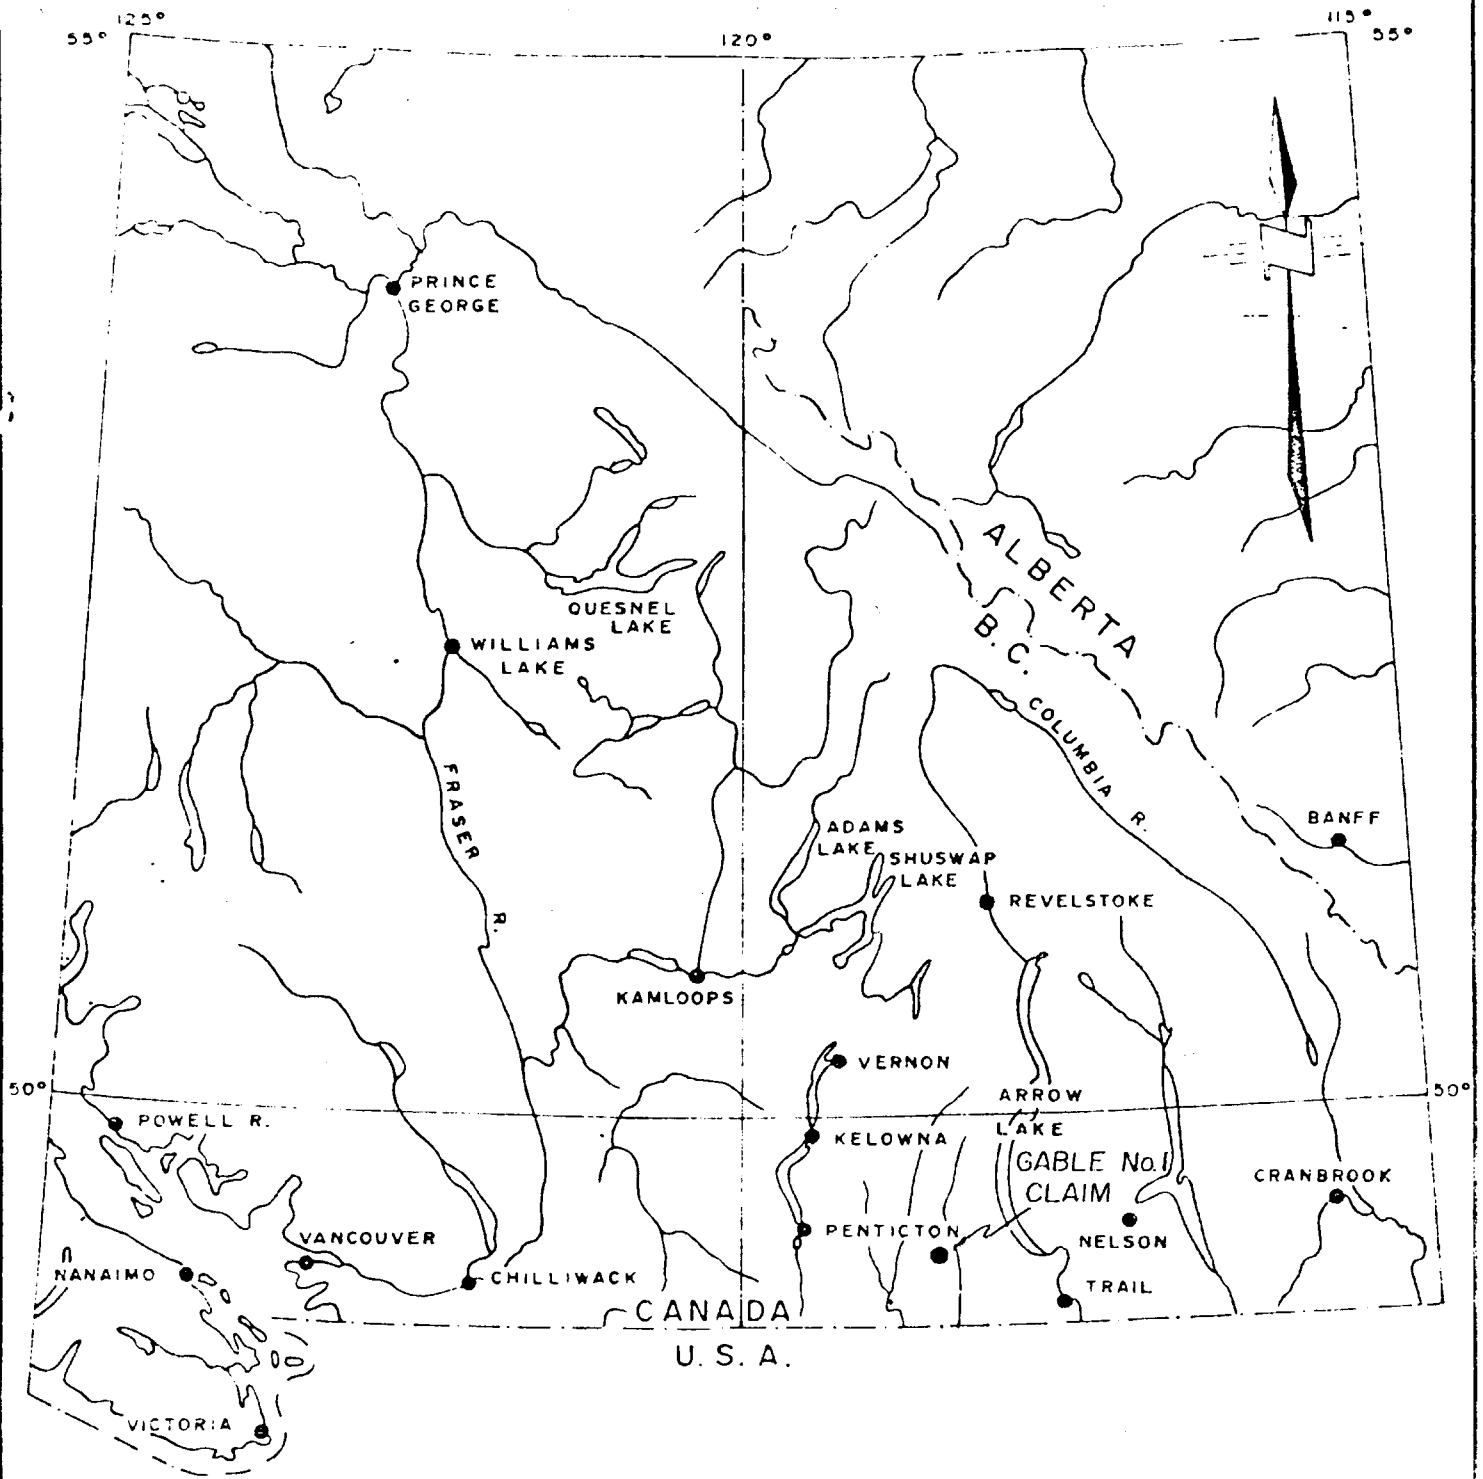 125°
115°
55°
120°
55°
PRINCE
GEORGE
ALBERTA
B.C.
QUESNEL
LAKE
WILLIAMS
LAKE
COLUMBIA R.
FRASER R.
ADAMS
LAKE
SHUSWAP
LAKE
BANFF
REVELSTOKE
KAMLOOPS
VERNON
50°
50°
ARROW
LAKE
POWELL R.
KELOWNA
GABLE No.1
CLAIM
CRANBROOK
VANCOUVER
PENTICTON
NELSON
NANAIMO
CHILLIWACK
TRAIL
CANADA
U.S.A.
VICTORIA